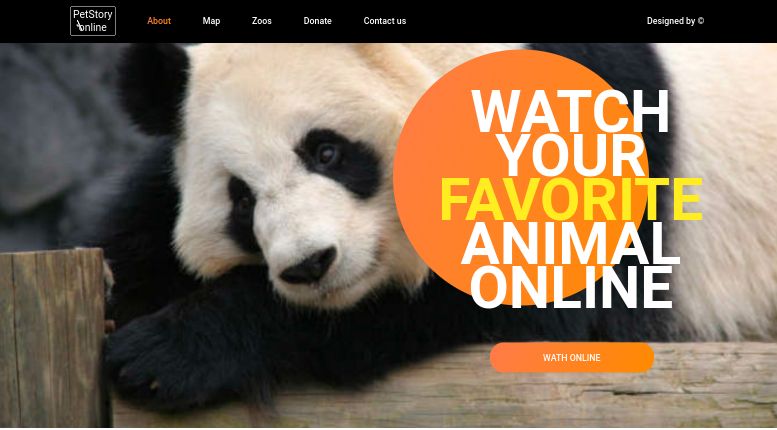 PetStory
online
About Map Zoos Donate Contact us Designed by ©
WATCH
YOUR
FAVORITE
ANIMAL
ONLINE
WATH ONLINE